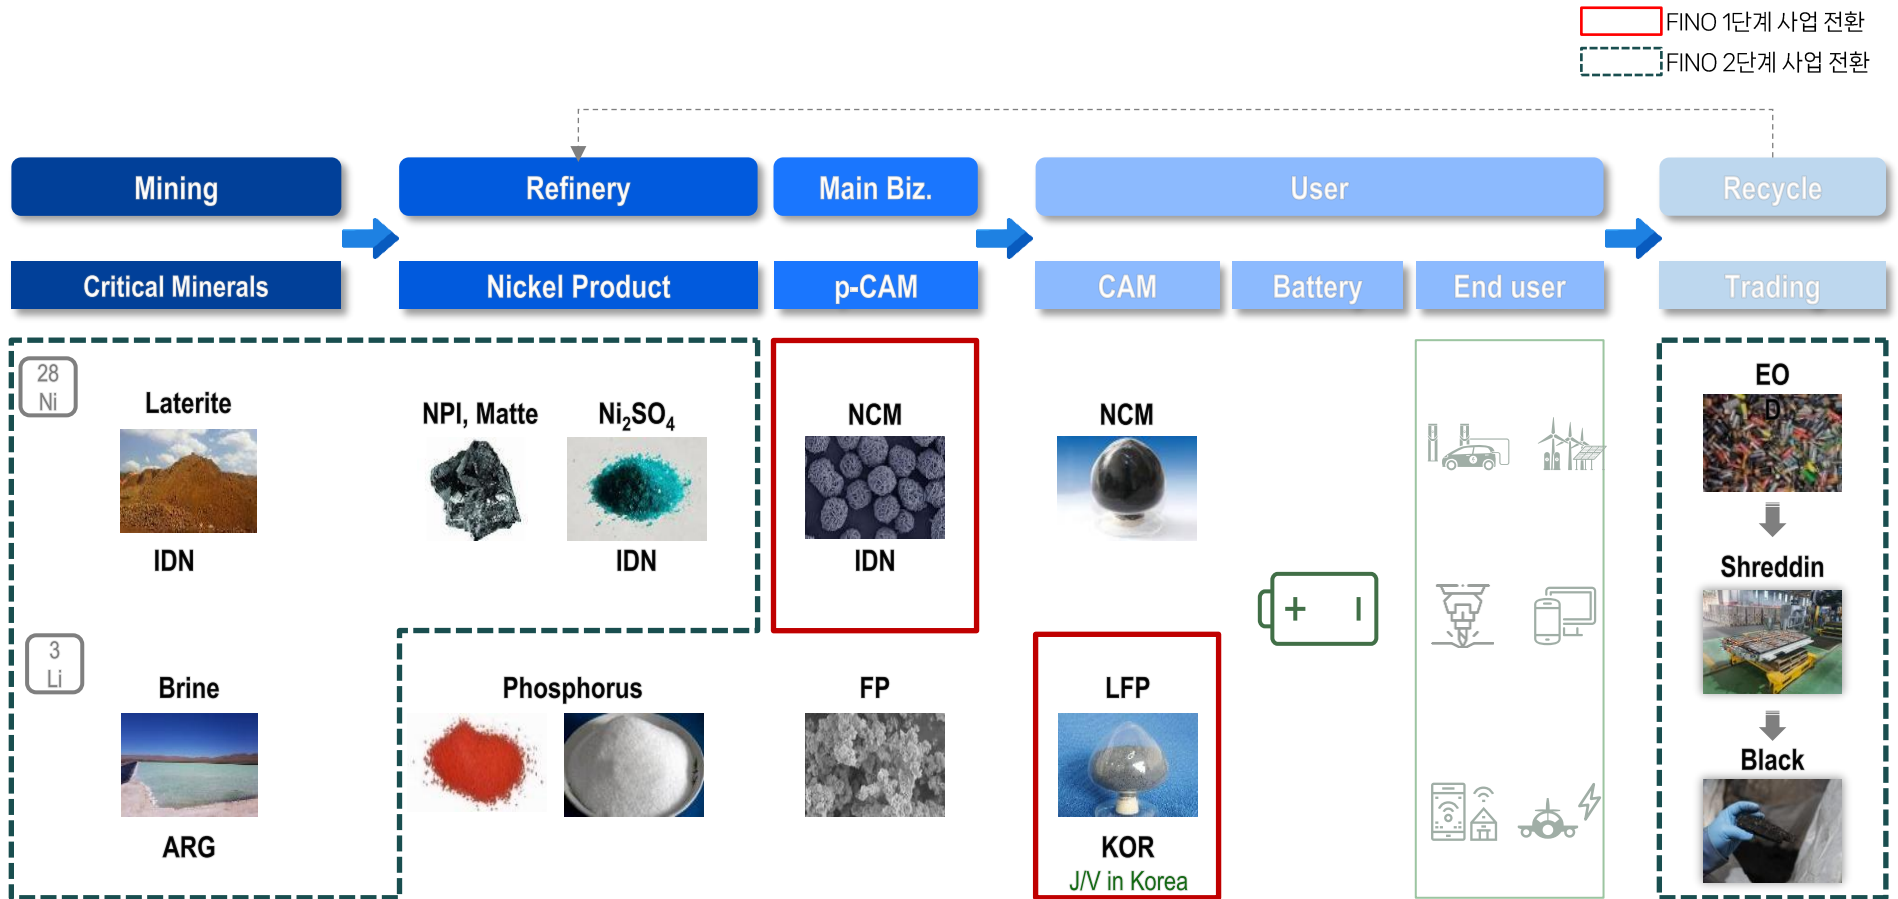 FINO 1단계 사업 전환
FINO 2단계 사업 전환
Mining
Refinery
Main Biz.
User
Recycle
Critical Minerals
Nickel Product
p-CAM
CAM
Battery
End user
Trading
28
Ni
Laterite
IDN
NPI, Matte
Ni₂SO₄
IDN
NCM
IDN
NCM
EO
D
Shreddin
Black
3
Li
Brine
ARG
Phosphorus
FP
LFP
KOR
J/V in Korea